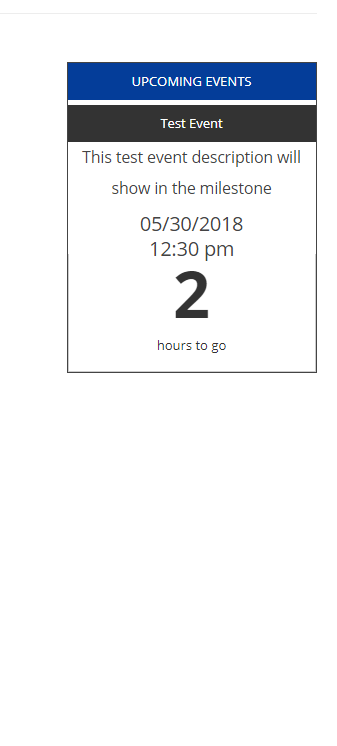 UPCOMING EVENTS
Test Event
This test event description will
show in the milestone
05/30/2018
12:30 pm
2
hours to go